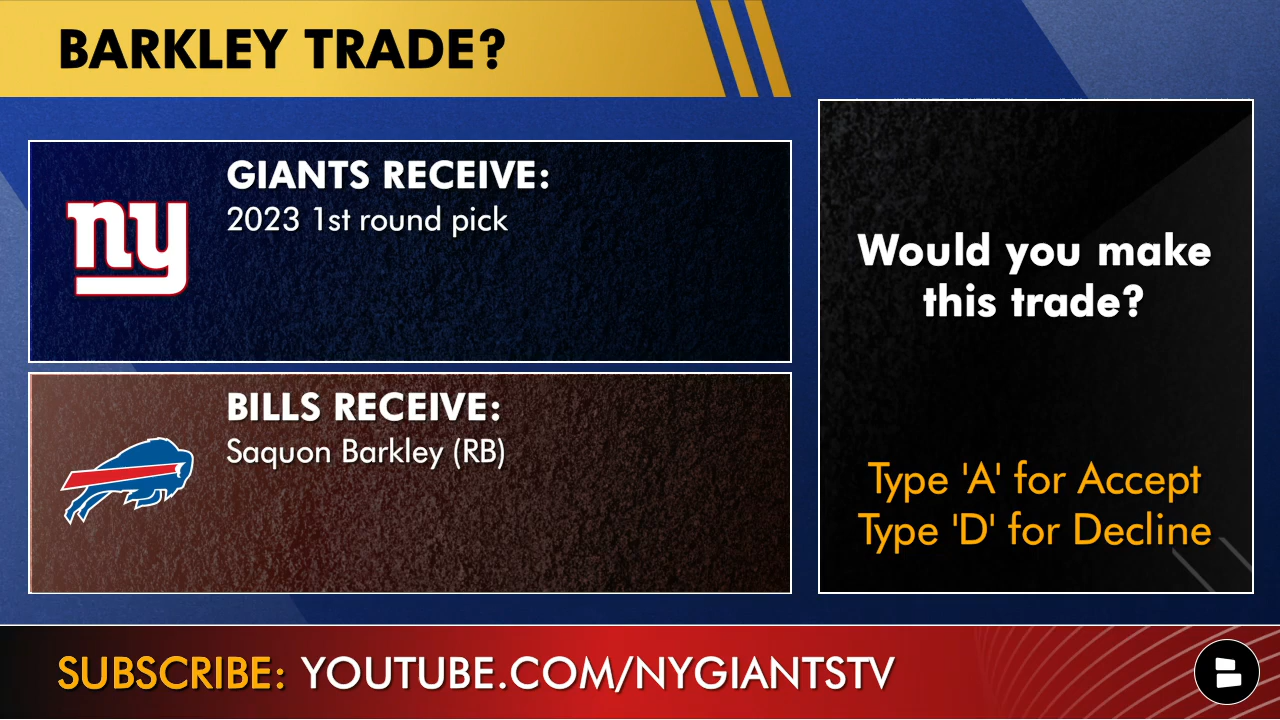 BARKLEY TRADE?
ny
GIANTS RECEIVE:
2023 1st round pick
BILLS RECEIVE:
Saquon Barkley (RB)
Would you make
this trade?
Type 'A' for Accept
Type 'D' for Decline
SUBSCRIBE: YOUTUBE.COM/NYGIANTSTV